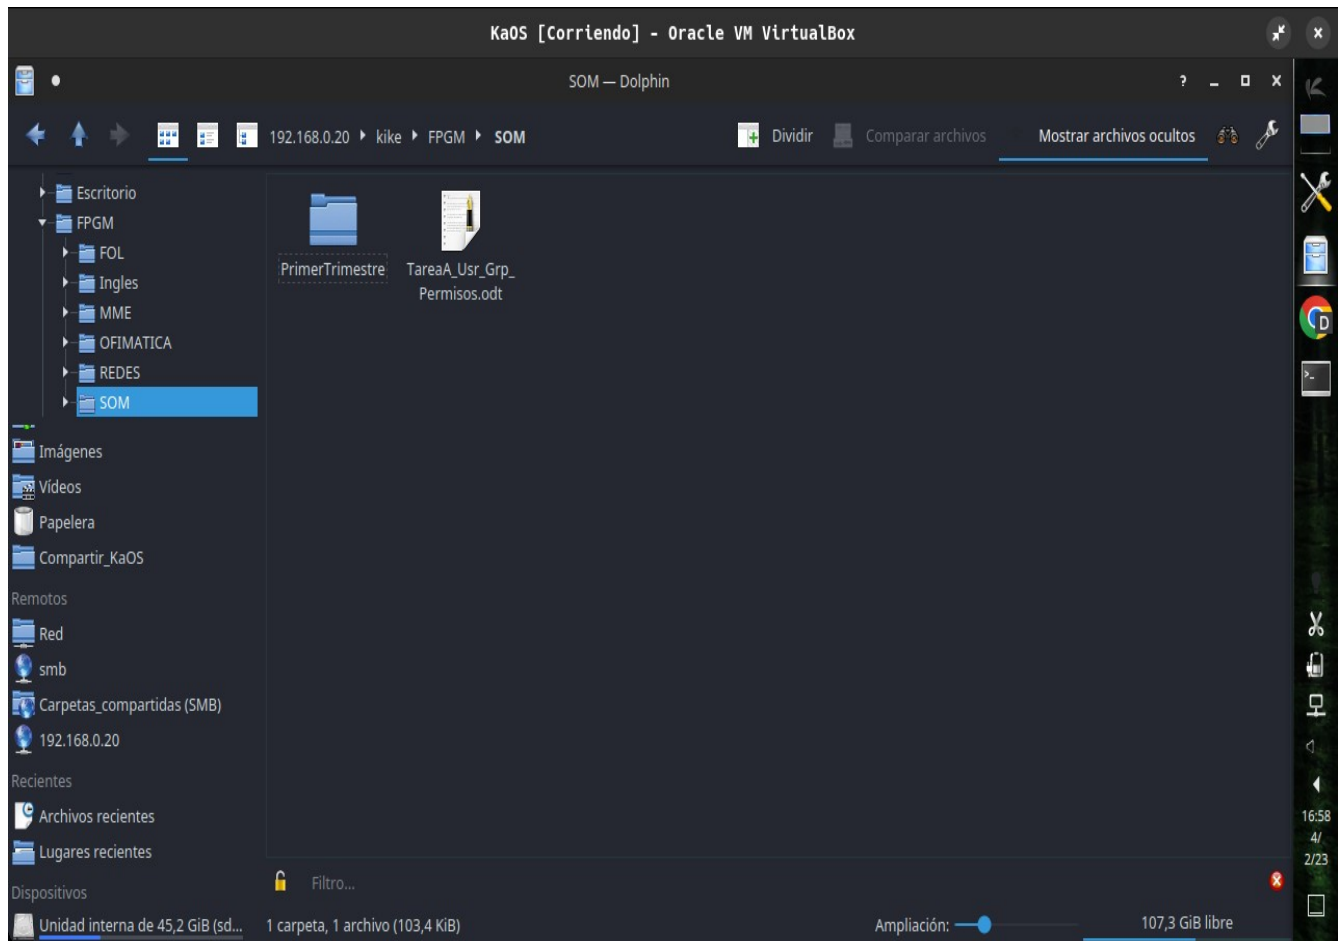 KaOS [Corriendo] - Oracle VM VirtualBox
SOM — Dolphin
192.168.0.20 kike FPGM SOM
Dividir
Comparar archivos
Mostrar archivos ocultos
Escritorio
FPGM
FOL
Ingles
MME
OFIMATICA
REDES
SOM
Imágenes
Vídeos
Papelera
Compartir_KaOS
Remotos
Red
smb
Carpetas_compartidas (SMB)
192.168.0.20
Recientes
Archivos recientes
Lugares recientes
Dispositivos
Unidad interna de 45,2 GiB (sd...
PrimerTrimestre
TareaA_Usr_Grp_
Permisos.odt
Filtro...
1 carpeta, 1 archivo (103,4 KiB)
Ampliación:
107,3 GiB libre
D
16:58
4/
2/23